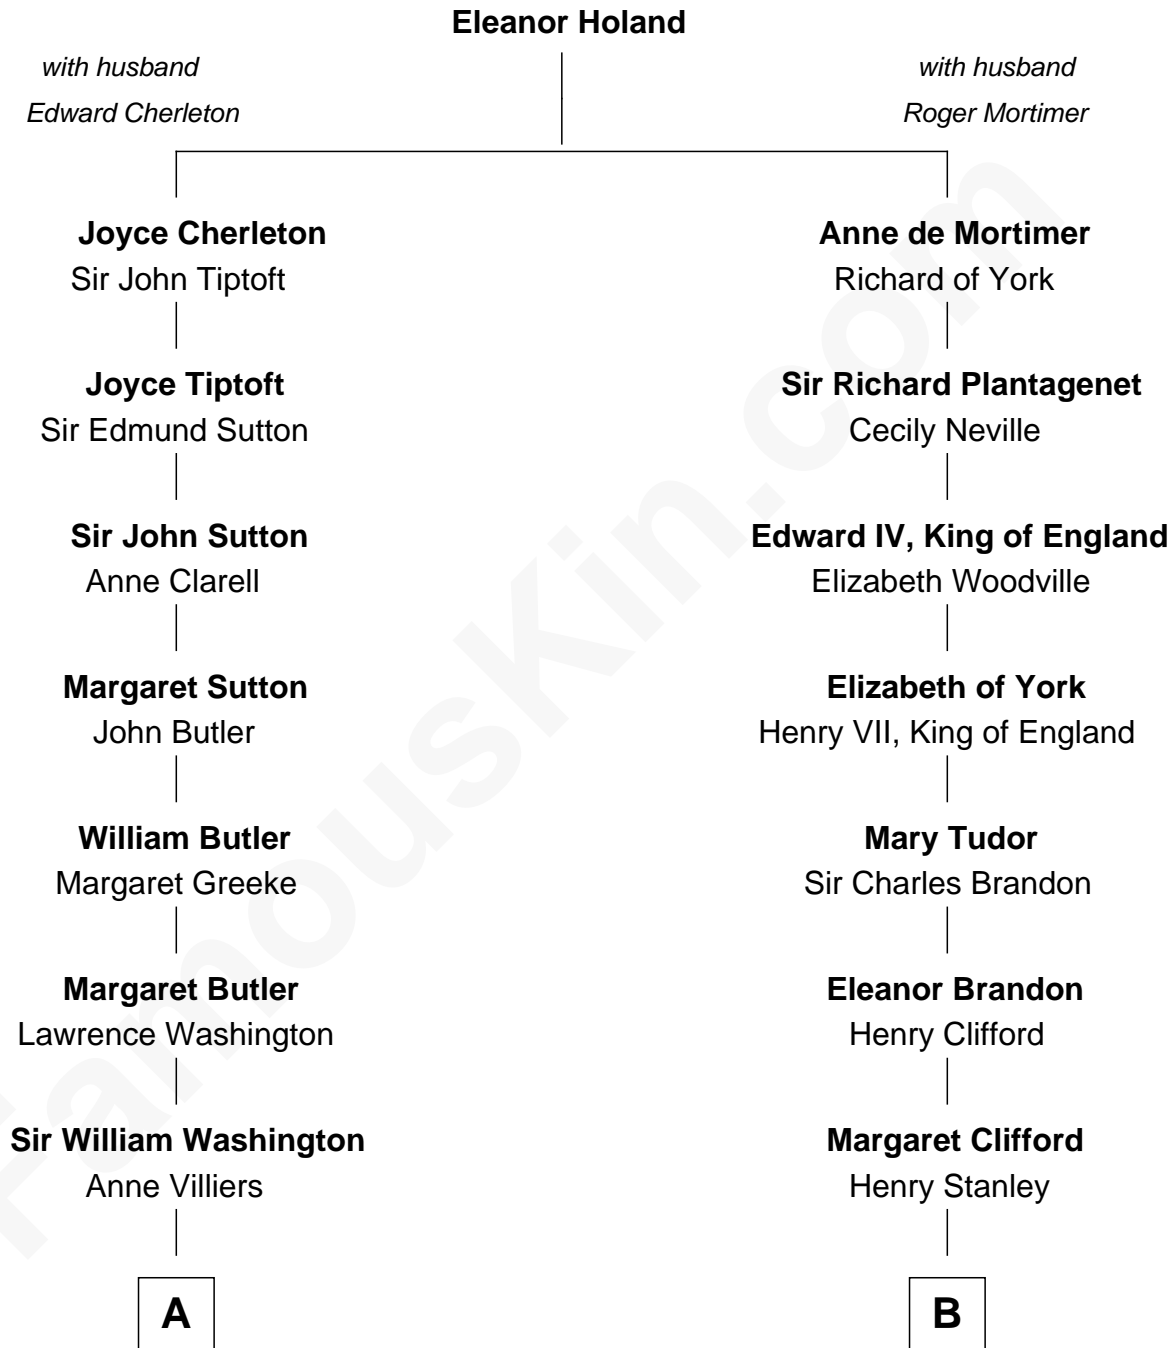 Eleanor Holand
with husband
Edward Cherleton
with husband
Roger Mortimer
Joyce Cherleton
Sir John Tiptoft
Anne de Mortimer
Richard of York
Joyce Tiptoft
Sir Edmund Sutton
Sir Richard Plantagenet
Cecily Neville
Sir John Sutton
Anne Clarell
Edward IV, King of England
Elizabeth Woodville
Margaret Sutton
John Butler
Elizabeth of York
Henry VII, King of England
William Butler
Margaret Greeke
Mary Tudor
Sir Charles Brandon
Margaret Butler
Lawrence Washington
Eleanor Brandon
Henry Clifford
Sir William Washington
Anne Villiers
Margaret Clifford
Henry Stanley
A
B
FamousKin.com